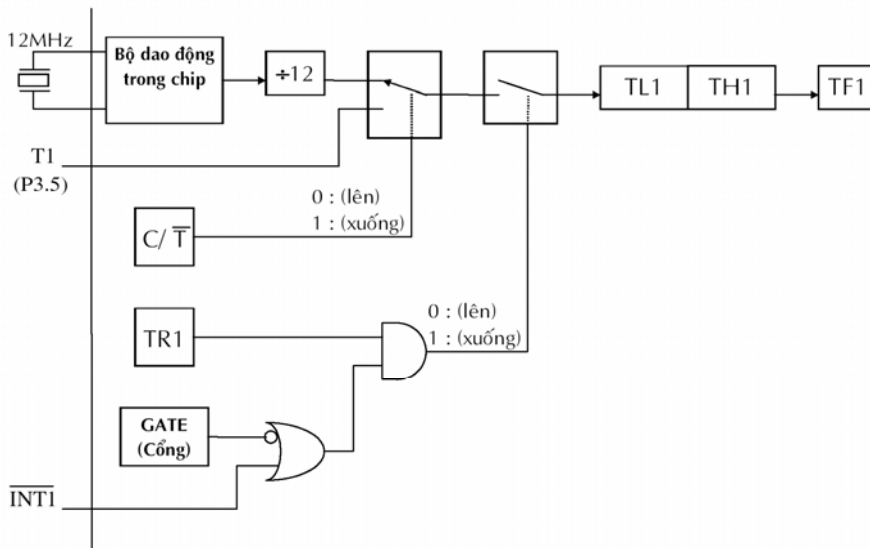 12MHz
Bộ dao động
trong chip
÷12
TL1
TH1
TF1
T1
(P3.5)
0 : (lên)
1 : (xuống)
C/ T̅
0 : (lên)
1 : (xuống)
TR1
GATE
(Cổng)
I̅N̅T̅1̅